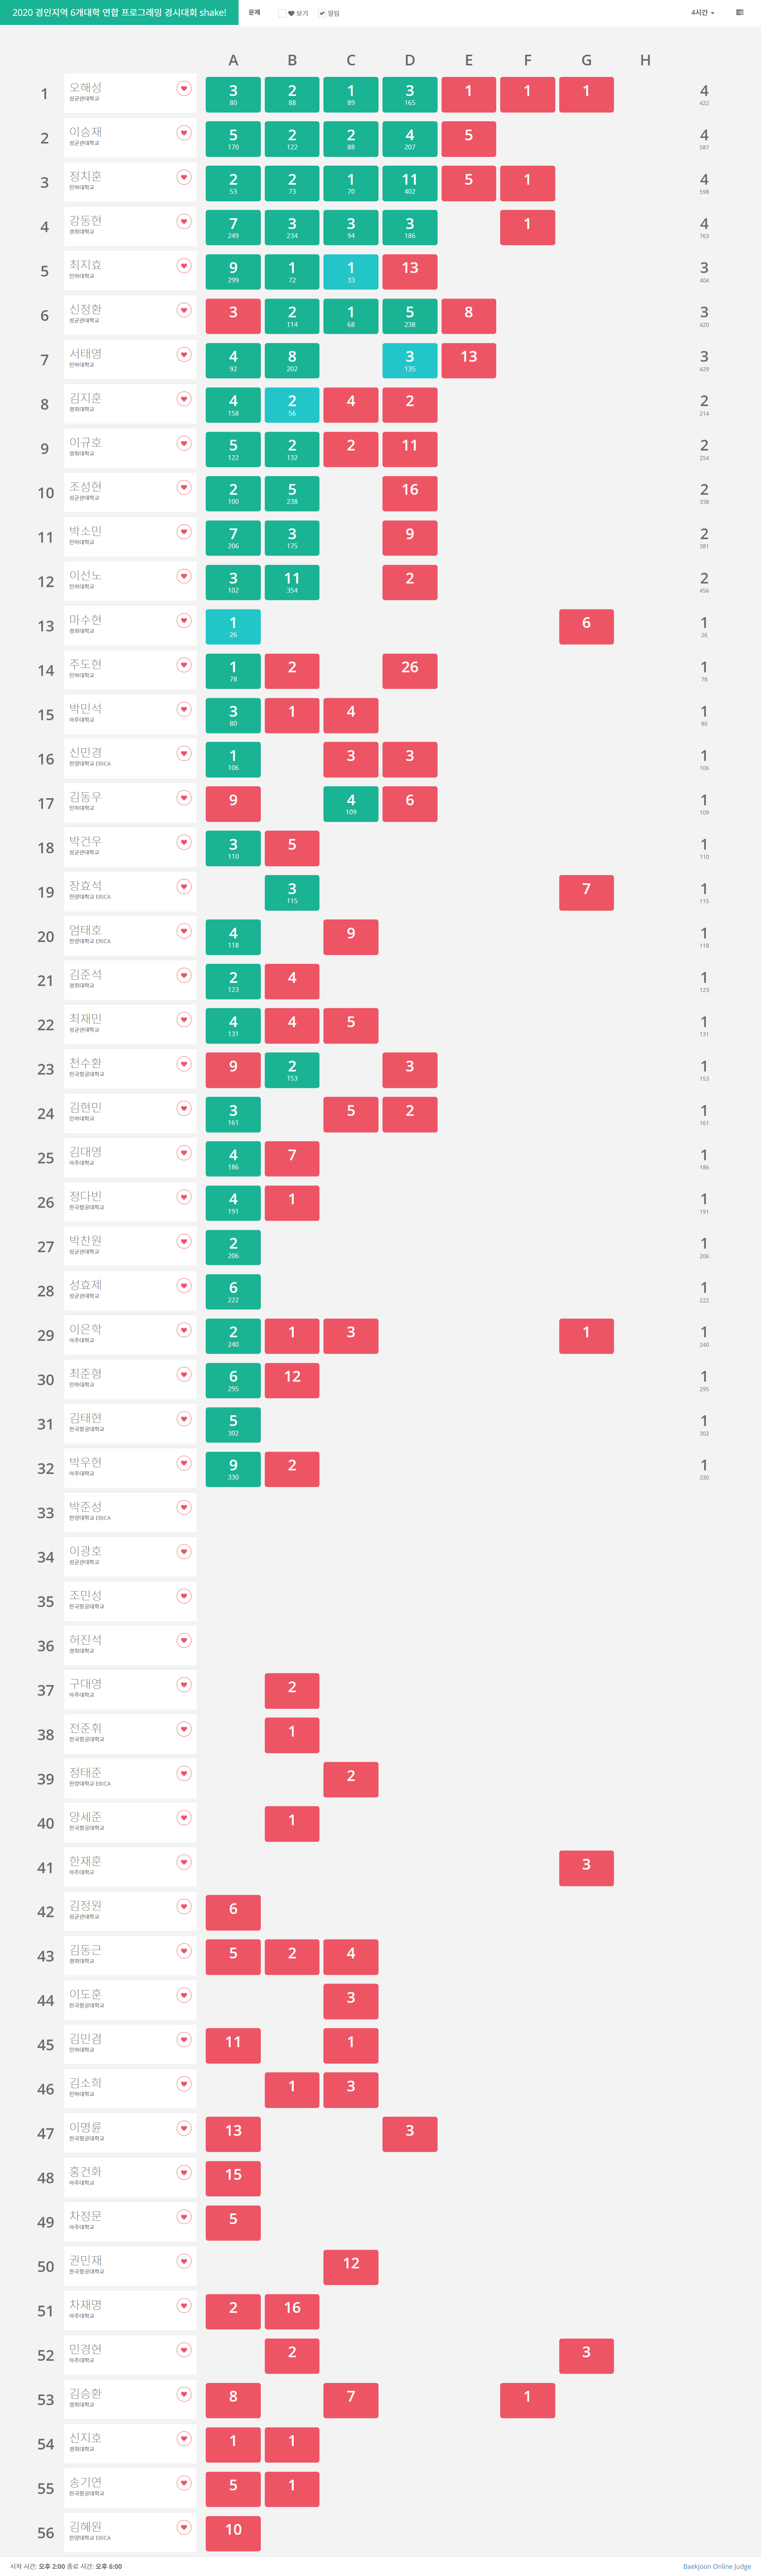 2020 경인지역 6개대학 연합 프로그래밍 경시대회 shake! 문제 보기 알림 4시간
A B C D E F G H
1 오해성 3 2 1 3 1 1 1 4
성균관대학교 80 88 89 165 422
2 이승재 5 2 2 4 5 4
성균관대학교 170 122 88 207 587
3 정치훈 2 2 1 11 5 1 4
인하대학교 53 73 70 402 598
4 강동현 7 3 3 3 1 4
경희대학교 249 234 94 186 763
5 최지효 9 1 1 13 3
인하대학교 299 72 33 404
6 신정환 3 2 1 5 8 3
성균관대학교 114 68 238 420
7 서태영 4 8 3 13 3
인하대학교 92 202 135 429
8 김지훈 4 2 4 2 2
경희대학교 158 56 214
9 이규호 5 2 2 11 2
경희대학교 122 132 254
10 조성현 2 5 16 2
성균관대학교 100 238 338
11 박소민 7 3 9 2
인하대학교 206 175 381
12 이선노 3 11 2 2
인하대학교 102 354 456
13 마수현 1 6 1
경희대학교 26 26
14 주도현 1 2 26 1
인하대학교 78 78
15 박민석 3 1 4 1
아주대학교 80 80
16 신민경 1 3 3 1
한양대학교 ERICA 106 106
17 김동우 9 4 6 1
인하대학교 109 109
18 박건우 3 5 1
성균관대학교 110 110
19 장효석 3 7 1
한양대학교 ERICA 115 115
20 엄태호 4 9 1
한양대학교 ERICA 118 118
21 김준석 2 4 1
경희대학교 123 123
22 최재민 4 4 5 1
성균관대학교 131 131
23 천수환 9 2 3 1
한국항공대학교 153 153
24 김현민 3 5 2 1
인하대학교 161 161
25 김대영 4 7 1
아주대학교 186 186
26 정다빈 4 1 1
한국항공대학교 191 191
27 박찬원 2 1
성균관대학교 206 206
28 성효제 6 1
성균관대학교 222 222
29 이은학 2 1 3 1 1
아주대학교 240 240
30 최준형 6 12 1
인하대학교 295 295
31 김태현 5 1
한국항공대학교 302 302
32 박우현 9 2 1
아주대학교 330 330
33 박준성
한양대학교 ERICA
34 이광호
성균관대학교
35 조민성
한국항공대학교
36 허진석
경희대학교
37 구대영 2
아주대학교
38 전준휘 1
한국항공대학교
39 정태준 2
한양대학교 ERICA
40 양세준 1
한국항공대학교
41 한재훈 3
아주대학교
42 김정원 6
성균관대학교
43 김동근 5 2 4
경희대학교
44 이도훈 3
한국항공대학교
45 김민겸 11 1
인하대학교
46 김소희 1 3
인하대학교
47 이명륜 13 3
한국항공대학교
48 홍건화 15
아주대학교
49 차정문 5
아주대학교
50 권민재 12
한국항공대학교
51 차재명 2 16
아주대학교
52 민경현 2 3
아주대학교
53 김승환 8 7 1
경희대학교
54 신지호 1 1
경희대학교
55 송기연 5 1
한국항공대학교
56 김혜원 10
한양대학교 ERICA
시작 시간: 오후 2:00 종료 시간: 오후 6:00 Baekjoon Online Judge